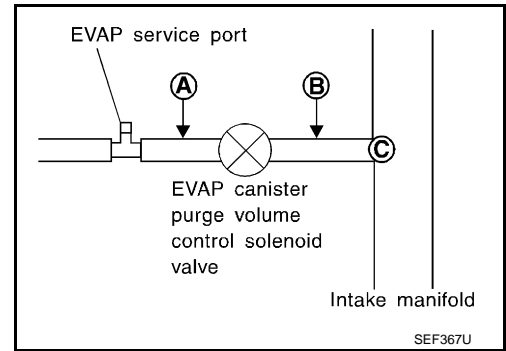 EVAP service port
A
B
C
EVAP canister
purge volume
control solenoid
valve
Intake manifold
SEF367U